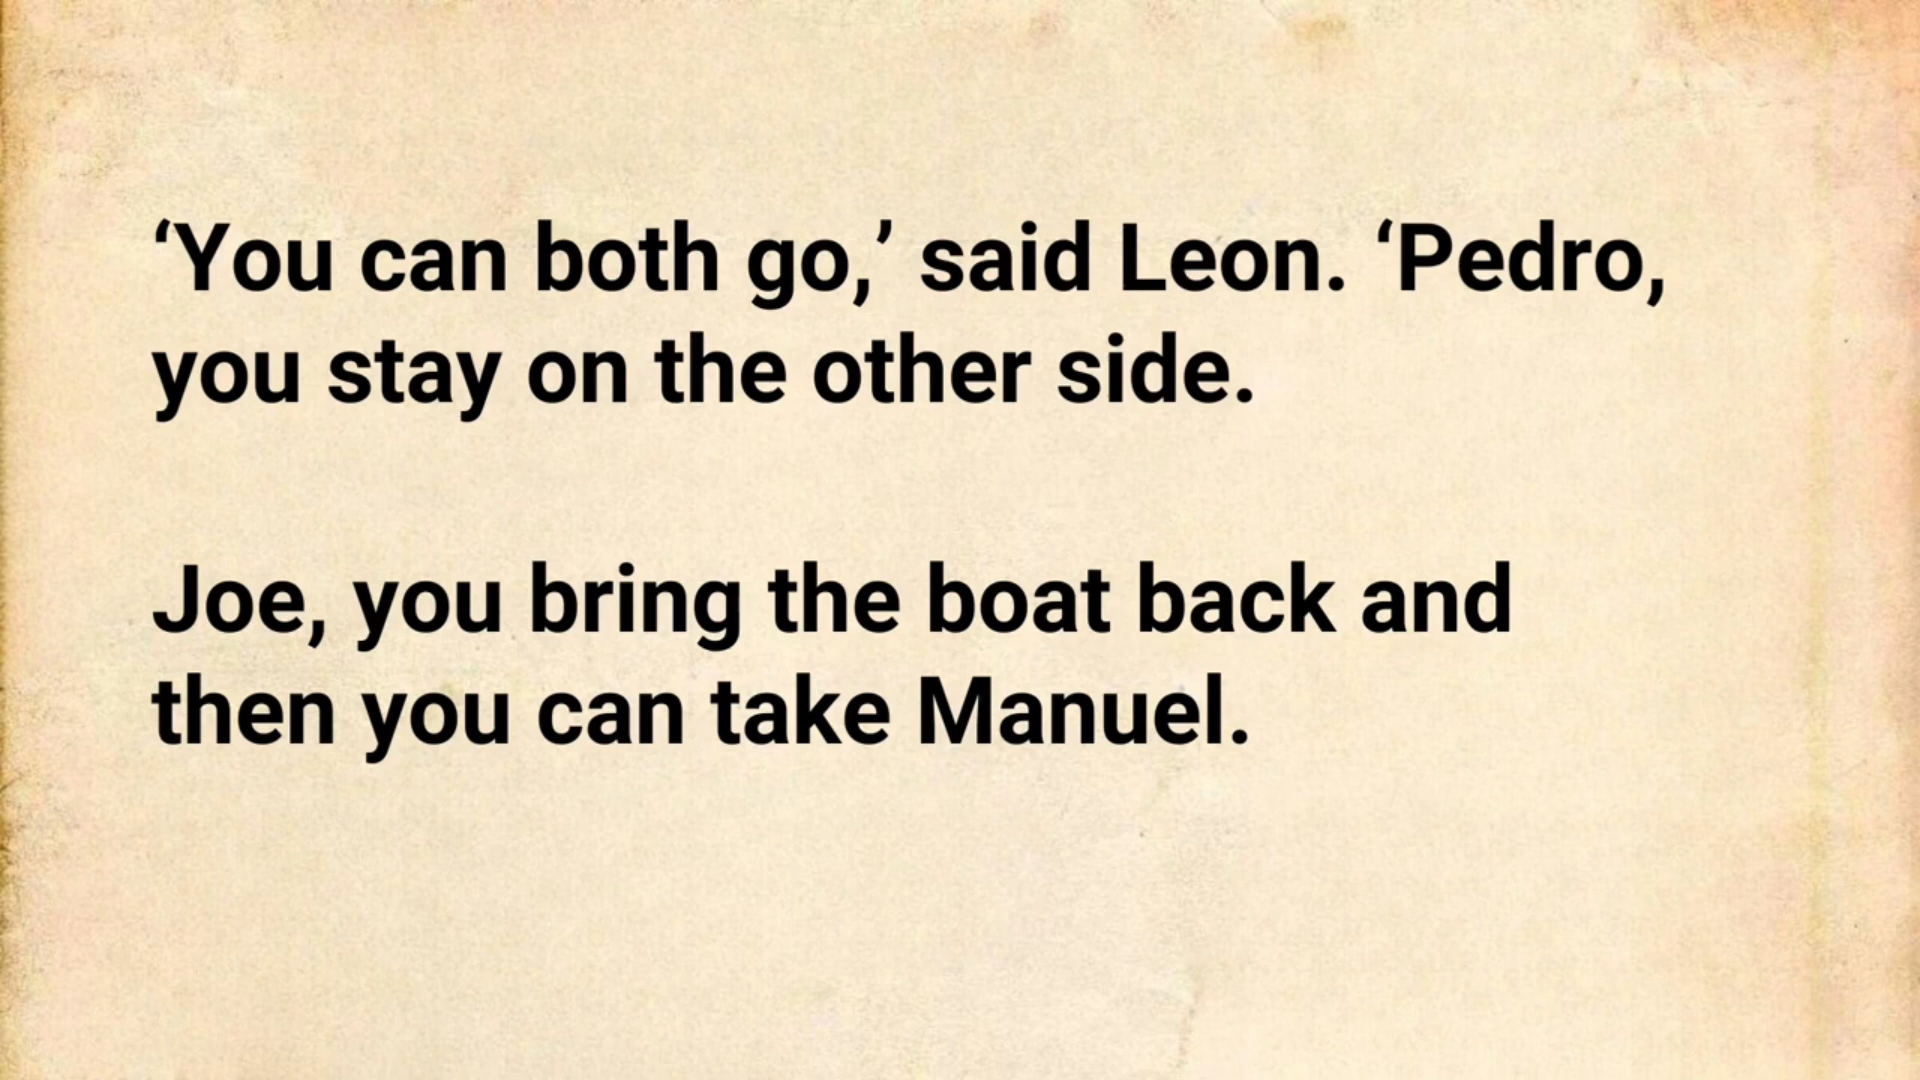 ‘You can both go,’ said Leon. ‘Pedro,
you stay on the other side.
Joe, you bring the boat back and
then you can take Manuel.